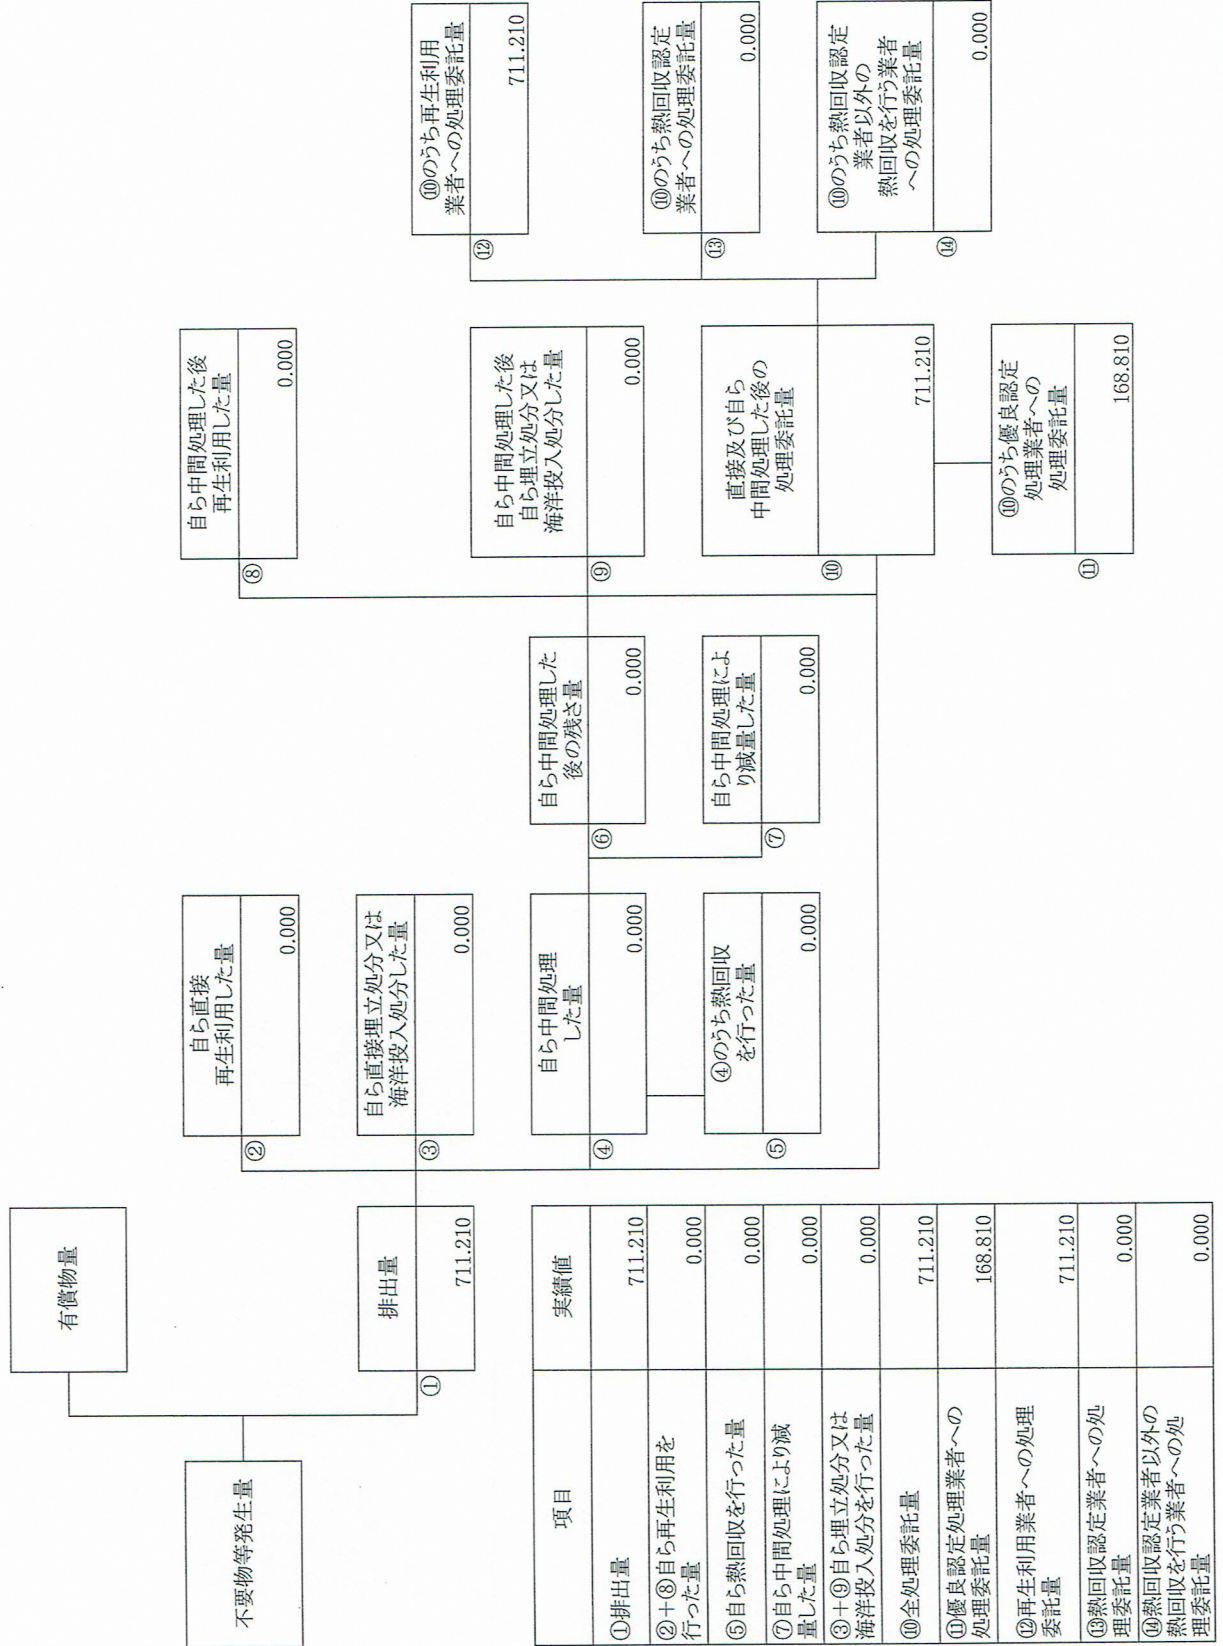 不要物等発生量
有償物量
①
排出量
711.210
②
自ら直接
再生利用した量
0.000
③
自ら直接埋立処分又は
海洋投入処分した量
0.000
④
自ら中間処理
した量
0.000
⑤
④のうち熱回収
を行った量
0.000
⑥
自ら中間処理した
後の残さ量
0.000
⑦
自ら中間処理によ
り減量した量
0.000
⑧
自ら中間処理した後
再生利用した量
0.000
⑨
自ら中間処理した後
自ら埋立処分又は
海洋投入処分した量
0.000
⑩
直接及び自ら
中間処理した後の
処理委託量
711.210
⑪
⑩のうち優良認定
処理業者への
処理委託量
168.810
⑫
⑩のうち再生利用
業者への処理委託量
711.210
⑬
⑩のうち熱回収認定
業者への処理委託量
0.000
⑭
⑩のうち熱回収認定
業者以外の
熱回収を行う業者
への処理委託量
0.000
項目 実績値
①排出量 711.210
②+⑧自ら再生利用を
行った量 0.000
⑤自ら熱回収を行った量 0.000
⑦自ら中間処理により減
量した量 0.000
③+⑨自ら埋立処分又は
海洋投入処分を行った量 0.000
⑩全処理委託量 711.210
⑪優良認定処理業者への
処理委託量 168.810
⑫再生利用業者への処理
委託量 711.210
⑬熱回収認定業者への処
理委託量 0.000
⑭熱回収認定業者以外の
熱回収を行う業者への処
理委託量 0.000